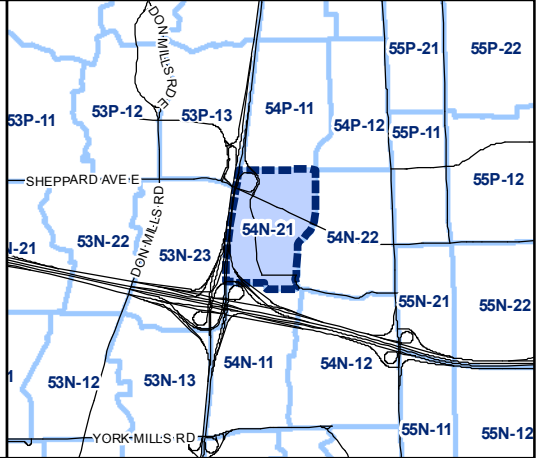 DON MILLS RD E
55P-21
55P-22
53P-11
53P-12
53P-13
54P-11
54P-12
55P-11
SHEPPARD AVE E
55P-12
DON MILLS RD
54N-21
54N-22
N-21
53N-22
53N-23
55N-21
55N-22
54N-11
54N-12
1
53N-12
53N-13
55N-11
55N-12
YORK MILLS RD